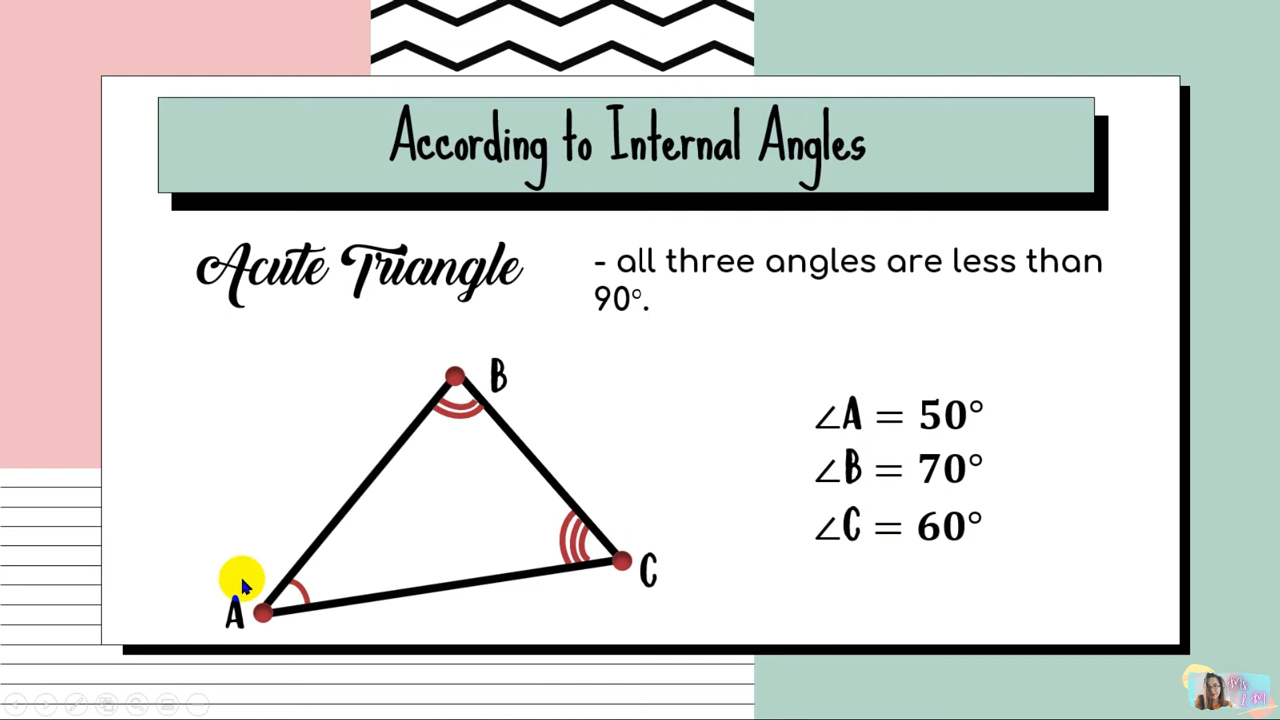 According to Internal Angles
Acute Triangle
- all three angles are less than
90°.
B
∠A = 50°
∠B = 70°
∠C = 60°
C
A